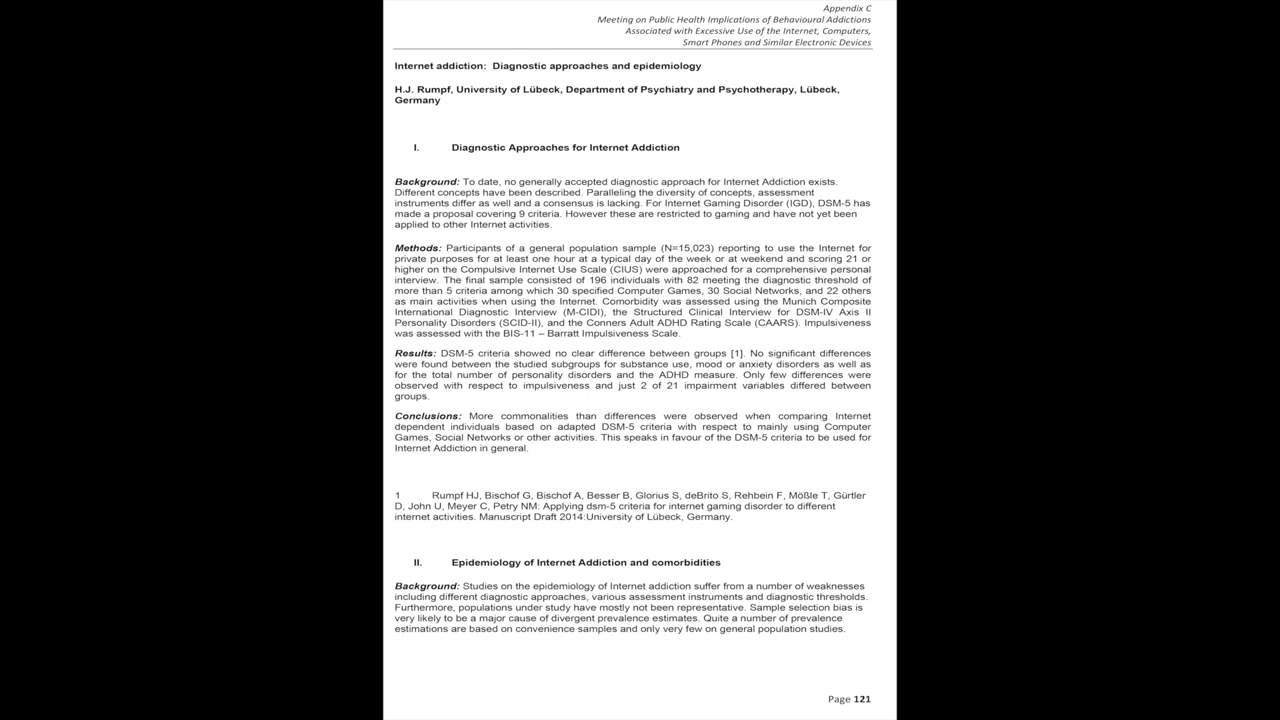 Appendix C
Meeting on Public Health Implications of Behavioural Addictions
Associated with Excessive Use of the Internet, Computers,
Smart Phones and Similar Electronic Devices
Internet addiction: Diagnostic approaches and epidemiology
H.J. Rumpf, University of Lübeck, Department of Psychiatry and Psychotherapy, Lübeck,
Germany
I. Diagnostic Approaches for Internet Addiction
Background: To date, no generally accepted diagnostic approach for Internet Addiction exists.
Different concepts have been described. Paralleling the diversity of concepts, assessment
instruments differ as well and a consensus is lacking. For Internet Gaming Disorder (IGD), DSM-5 has
made a proposal covering 9 criteria. However these are restricted to gaming and have not yet been
applied to other Internet activities.
Methods: Participants of a general population sample (N=15,023) reporting to use the Internet for
private purposes for at least one hour at a typical day of the week or at weekend and scoring 21 or
higher on the Compulsive Internet Use Scale (CIUS) were approached for a comprehensive personal
interview. The final sample consisted of 196 individuals with 82 meeting the diagnostic threshold of
more than 5 criteria among which 30 specified Computer Games, 30 Social Networks, and 22 others
as main activities when using the Internet. Comorbidity was assessed using the Munich Composite
International Diagnostic Interview (M-CIDI), the Structured Clinical Interview for DSM-IV Axis II
Personality Disorders (SCID-II), and the Conners Adult ADHD Rating Scale (CAARS). Impulsiveness
was assessed with the BIS-11 – Barratt Impulsiveness Scale.
Results: DSM-5 criteria showed no clear difference between groups [1]. No significant differences
were found between the studied subgroups for substance use, mood or anxiety disorders as well as
for the total number of personality disorders and the ADHD measure. Only few differences were
observed with respect to impulsiveness and just 2 of 21 impairment variables differed between
groups.
Conclusions: More commonalities than differences were observed when comparing Internet
dependent individuals based on adapted DSM-5 criteria with respect to mainly using Computer
Games, Social Networks or other activities. This speaks in favour of the DSM-5 criteria to be used for
Internet Addiction in general.
1 Rumpf HJ, Bischof G, Bischof A, Besser B, Glorius S, deBrito S, Rehbein F, Mößle T, Gürtler
D, John U, Meyer C, Petry NM: Applying dsm-5 criteria for internet gaming disorder to different
internet activities. Manuscript Draft 2014:University of Lübeck, Germany.
II. Epidemiology of Internet Addiction and comorbidities
Background: Studies on the epidemiology of Internet addiction suffer from a number of weaknesses
including different diagnostic approaches, various assessment instruments and diagnostic thresholds.
Furthermore, populations under study have mostly not been representative. Sample selection bias is
very likely to be a major cause of divergent prevalence estimates. Quite a number of prevalence
estimations are based on convenience samples and only very few on general population studies.
Page 121